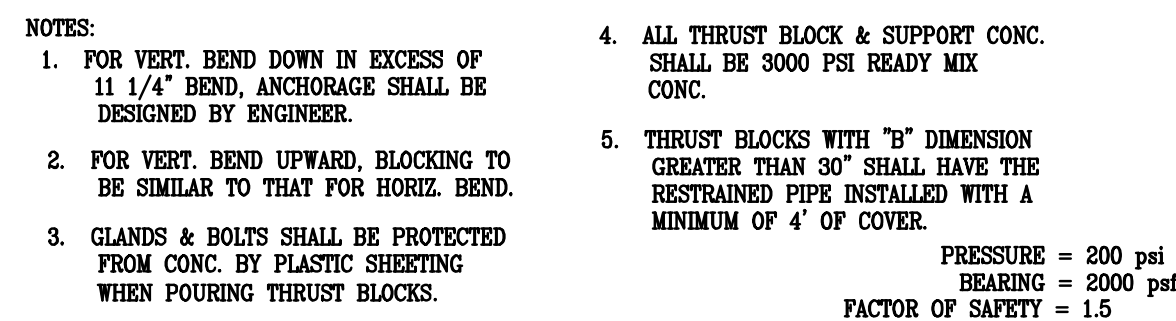 NOTES:
1. FOR VERT. BEND DOWN IN EXCESS OF
11 1/4" BEND, ANCHORAGE SHALL BE
DESIGNED BY ENGINEER.
2. FOR VERT. BEND UPWARD, BLOCKING TO
BE SIMILAR TO THAT FOR HORIZ. BEND.
3. GLANDS & BOLTS SHALL BE PROTECTED
FROM CONC. BY PLASTIC SHEETING
WHEN POURING THRUST BLOCKS.
4. ALL THRUST BLOCK & SUPPORT CONC.
SHALL BE 3000 PSI READY MIX
CONC.
5. THRUST BLOCKS WITH "B" DIMENSION
GREATER THAN 30" SHALL HAVE THE
RESTRAINED PIPE INSTALLED WITH A
MINIMUM OF 4' OF COVER.
PRESSURE = 200 psi
BEARING = 2000 psf
FACTOR OF SAFETY = 1.5